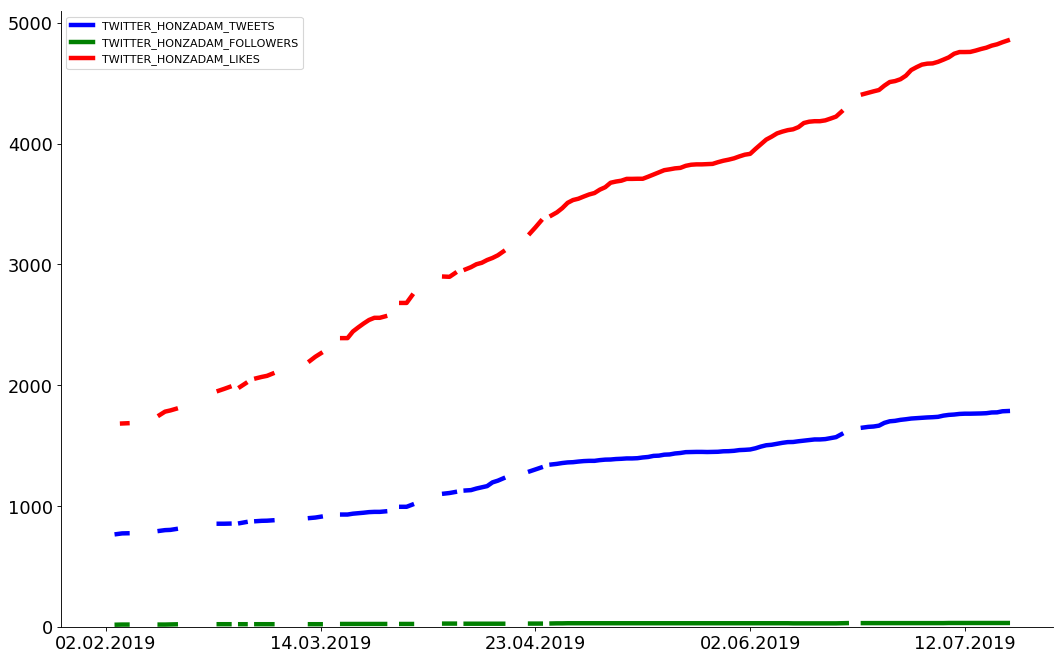 TWITTER_HONZADAM_TWEETS
TWITTER_HONZADAM_FOLLOWERS
TWITTER_HONZADAM_LIKES
5000
4000
3000
2000
1000
0
02.02.2019 14.03.2019 23.04.2019 02.06.2019 12.07.2019